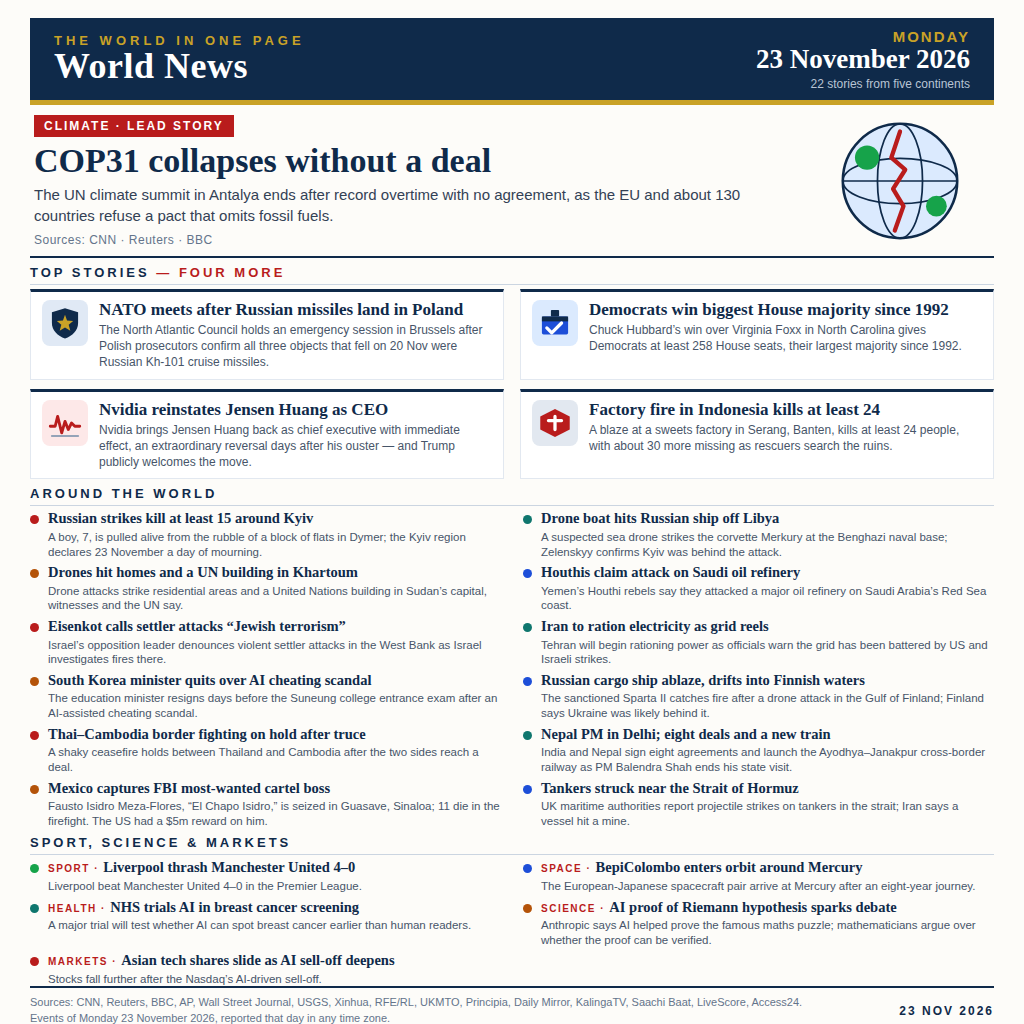 THE WORLD IN ONE PAGE
World News
MONDAY
23 November 2026
22 stories from five continents
CLIMATE · LEAD STORY
COP31 collapses without a deal
The UN climate summit in Antalya ends after record overtime with no agreement, as the EU and about 130
countries refuse a pact that omits fossil fuels.
Sources: CNN · Reuters · BBC
TOP STORIES — FOUR MORE
NATO meets after Russian missiles land in Poland
The North Atlantic Council holds an emergency session in Brussels after
Polish prosecutors confirm all three objects that fell on 20 Nov were
Russian Kh-101 cruise missiles.
Democrats win biggest House majority since 1992
Chuck Hubbard’s win over Virginia Foxx in North Carolina gives
Democrats at least 258 House seats, their largest majority since 1992.
Nvidia reinstates Jensen Huang as CEO
Nvidia brings Jensen Huang back as chief executive with immediate
effect, an extraordinary reversal days after his ouster — and Trump
publicly welcomes the move.
Factory fire in Indonesia kills at least 24
A blaze at a sweets factory in Serang, Banten, kills at least 24 people,
with about 30 more missing as rescuers search the ruins.
AROUND THE WORLD
Russian strikes kill at least 15 around Kyiv
A boy, 7, is pulled alive from the rubble of a block of flats in Dymer; the Kyiv region
declares 23 November a day of mourning.
Drone boat hits Russian ship off Libya
A suspected sea drone strikes the corvette Merkury at the Benghazi naval base;
Zelenskyy confirms Kyiv was behind the attack.
Drones hit homes and a UN building in Khartoum
Drone attacks strike residential areas and a United Nations building in Sudan’s capital,
witnesses and the UN say.
Houthis claim attack on Saudi oil refinery
Yemen’s Houthi rebels say they attacked a major oil refinery on Saudi Arabia’s Red Sea
coast.
Eisenkot calls settler attacks “Jewish terrorism”
Israel’s opposition leader denounces violent settler attacks in the West Bank as Israel
investigates fires there.
Iran to ration electricity as grid reels
Tehran will begin rationing power as officials warn the grid has been battered by US and
Israeli strikes.
South Korea minister quits over AI cheating scandal
The education minister resigns days before the Suneung college entrance exam after an
AI-assisted cheating scandal.
Russian cargo ship ablaze, drifts into Finnish waters
The sanctioned Sparta II catches fire after a drone attack in the Gulf of Finland; Finland
says Ukraine was likely behind it.
Thai–Cambodia border fighting on hold after truce
A shaky ceasefire holds between Thailand and Cambodia after the two sides reach a
deal.
Nepal PM in Delhi; eight deals and a new train
India and Nepal sign eight agreements and launch the Ayodhya–Janakpur cross-border
railway as PM Balendra Shah ends his state visit.
Mexico captures FBI most-wanted cartel boss
Fausto Isidro Meza-Flores, “El Chapo Isidro,” is seized in Guasave, Sinaloa; 11 die in the
firefight. The US had a $5m reward on him.
Tankers struck near the Strait of Hormuz
UK maritime authorities report projectile strikes on tankers in the strait; Iran says a
vessel hit a mine.
SPORT, SCIENCE & MARKETS
SPORT · Liverpool thrash Manchester United 4–0
Liverpool beat Manchester United 4–0 in the Premier League.
SPACE · BepiColombo enters orbit around Mercury
The European-Japanese spacecraft pair arrive at Mercury after an eight-year journey.
HEALTH · NHS trials AI in breast cancer screening
A major trial will test whether AI can spot breast cancer earlier than human readers.
SCIENCE · AI proof of Riemann hypothesis sparks debate
Anthropic says AI helped prove the famous maths puzzle; mathematicians argue over
whether the proof can be verified.
MARKETS · Asian tech shares slide as AI sell-off deepens
Stocks fall further after the Nasdaq’s AI-driven sell-off.
Sources: CNN, Reuters, BBC, AP, Wall Street Journal, USGS, Xinhua, RFE/RL, UKMTO, Principia, Daily Mirror, KalingaTV, Saachi Baat, LiveScore, Access24.
Events of Monday 23 November 2026, reported that day in any time zone.
23 NOV 2026